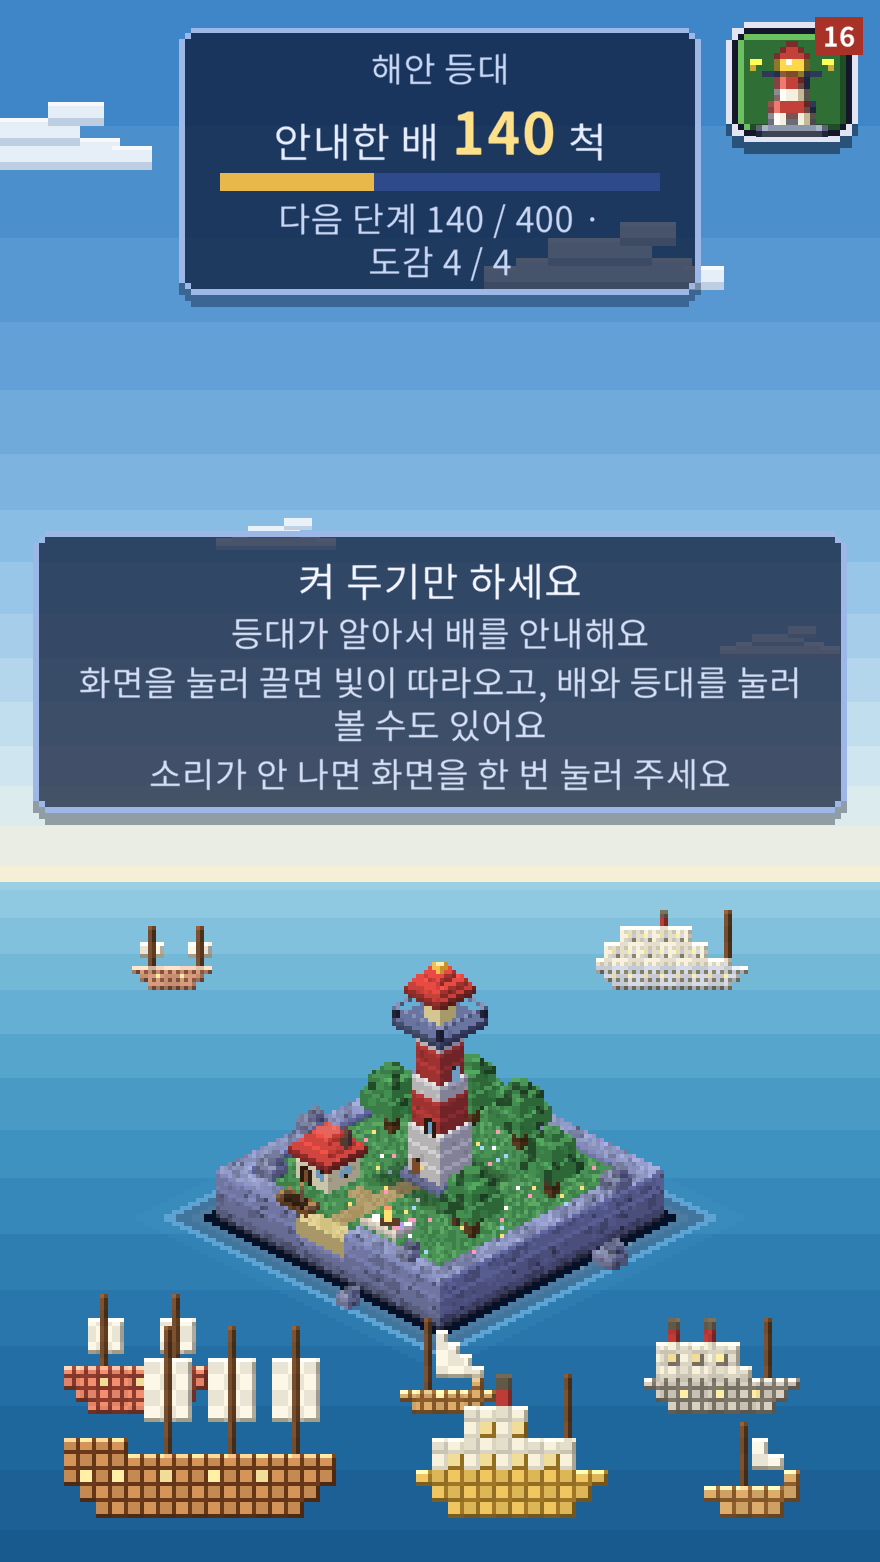 해안 등대
16
안내한 배 140 척
다음 단계 140 / 400 ·
도감 4 / 4
켜 두기만 하세요
등대가 알아서 배를 안내해요
화면을 눌러 끌면 빛이 따라오고, 배와 등대를 눌러
볼 수도 있어요
소리가 안 나면 화면을 한 번 눌러 주세요